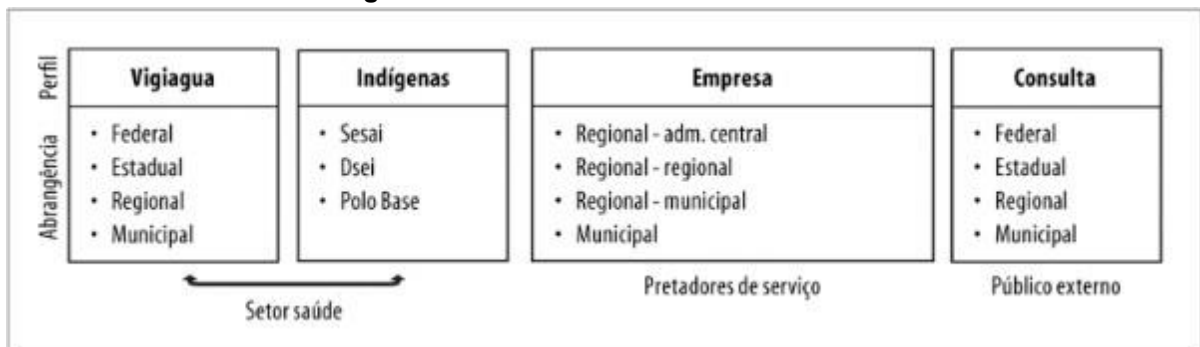 Perfil
Vigiagua
Indígenas
Empresa
Consulta
Abrangência
• Federal
• Estadual
• Regional
• Municipal
• Sesai
• Dsei
• Polo Base
• Regional - adm. central
• Regional - regional
• Regional - municipal
• Municipal
• Federal
• Estadual
• Regional
• Municipal
Setor saúde
Pretadores de serviço
Público externo